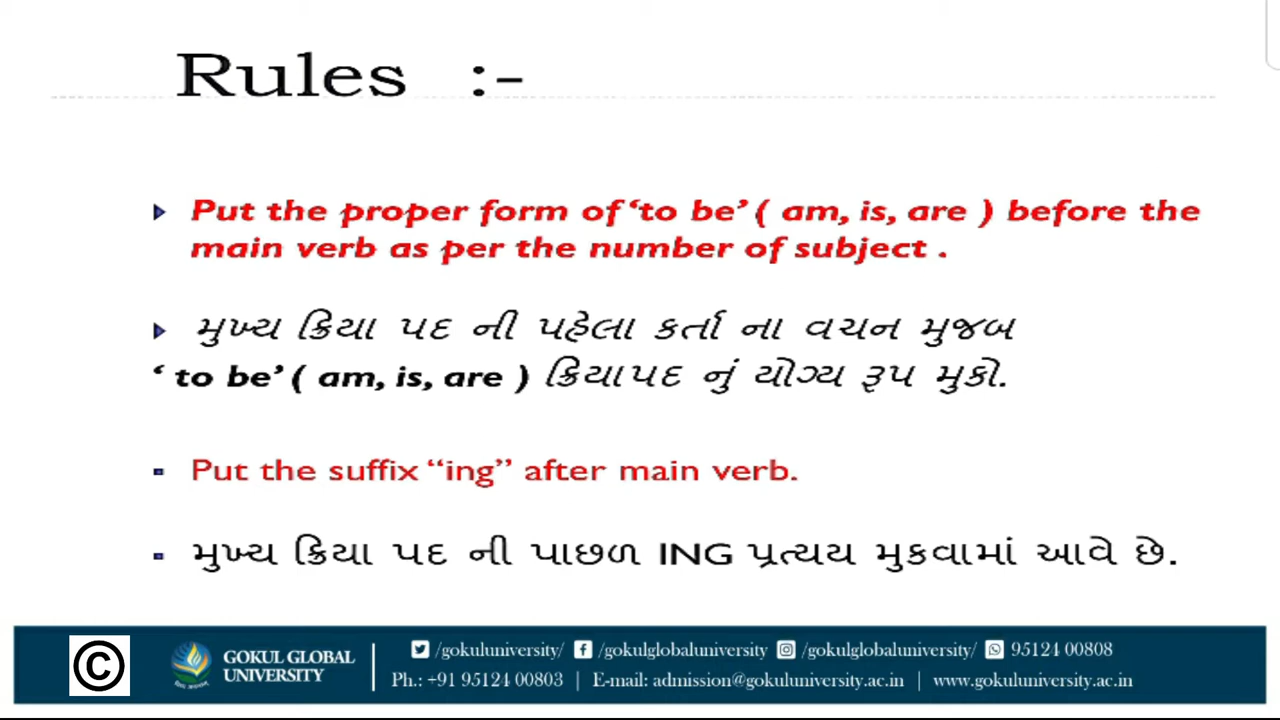 Rules :-
Put the proper form of ‘to be’ ( am, is, are ) before the
main verb as per the number of subject .
મુખ્ય ક્રિયા પદ ની પહેલા કર્તા ના વચન મુજબ
‘ to be’ ( am, is, are ) ક્રિયાપદ નું યોગ્ય રૂપ મુકો.
Put the suffix “ing” after main verb.
મુખ્ય ક્રિયા પદ ની પાછળ ING પ્રત્યય મુકવામાં આવે છે.
©
GOKUL GLOBAL
UNIVERSITY
/gokuluniversity/ /gokulglobaluniversity /gokulglobaluniversity/ 95124 00808
Ph.: +91 95124 00803 | E-mail: admission@gokuluniversity.ac.in | www.gokuluniversity.ac.in